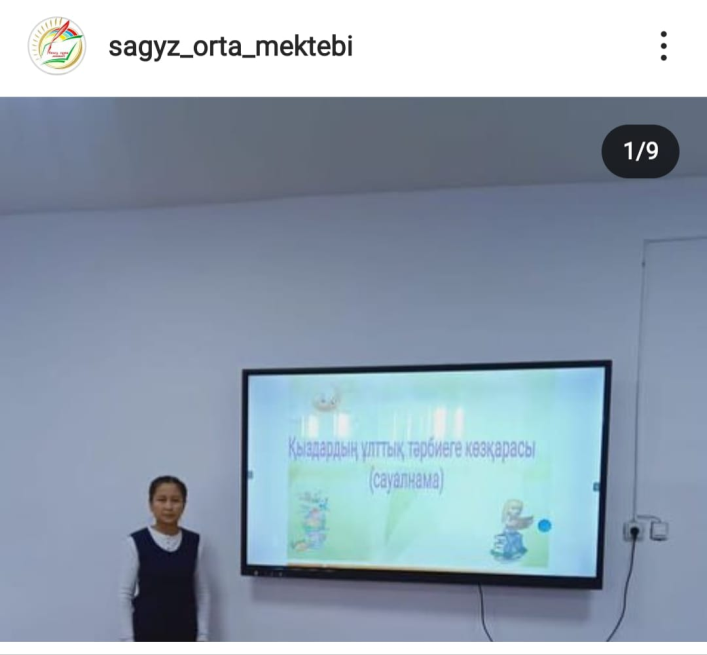 sagyz_orta_mektebi
1/9
Қыздардың ұлттық тәрбиеге көзқарасы
(сауалнама)